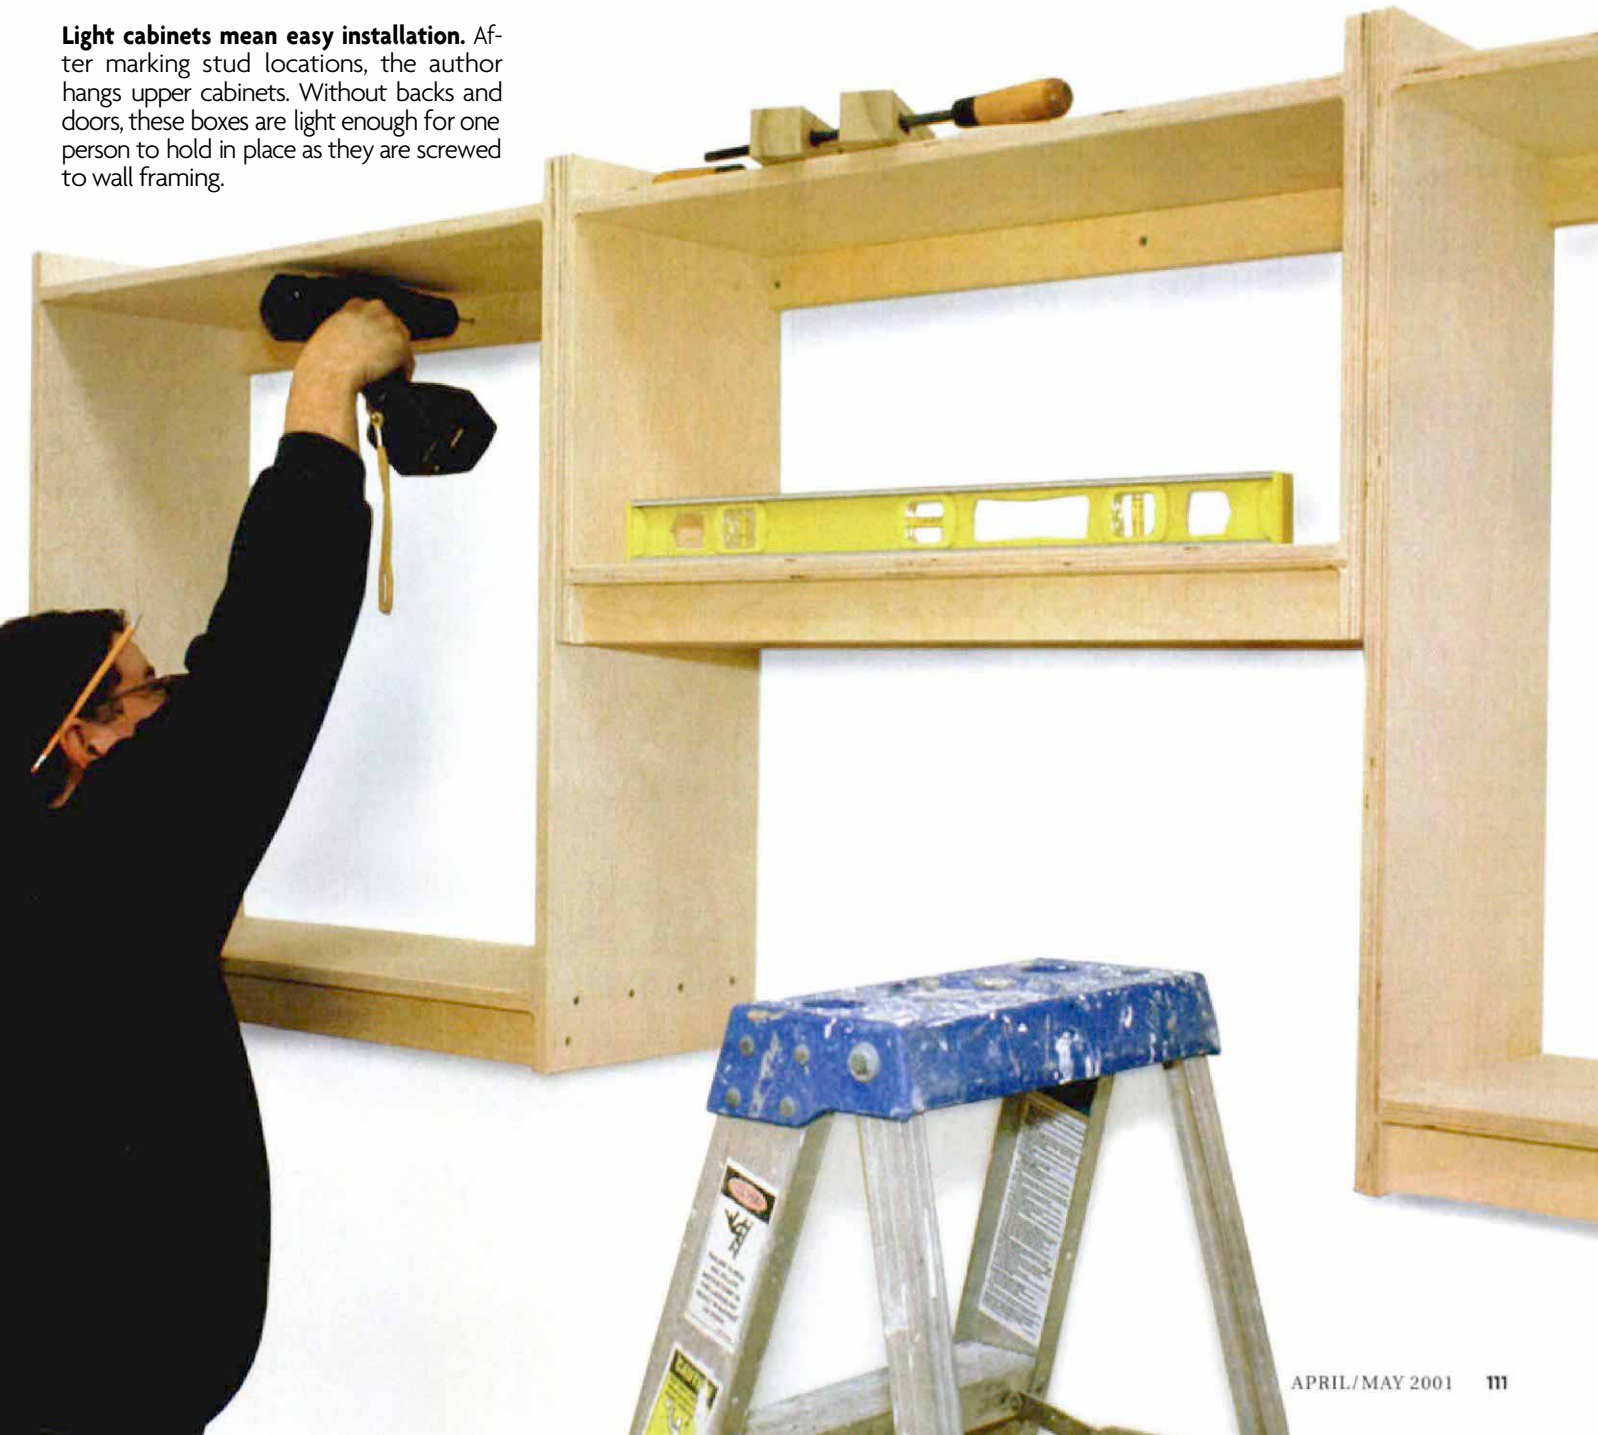 Light cabinets mean easy installation. Af-
ter marking stud locations, the author
hangs upper cabinets. Without backs and
doors, these boxes are light enough for one
person to hold in place as they are screwed
to wall framing.
CAUTION
APRIL/MAY 2001 111